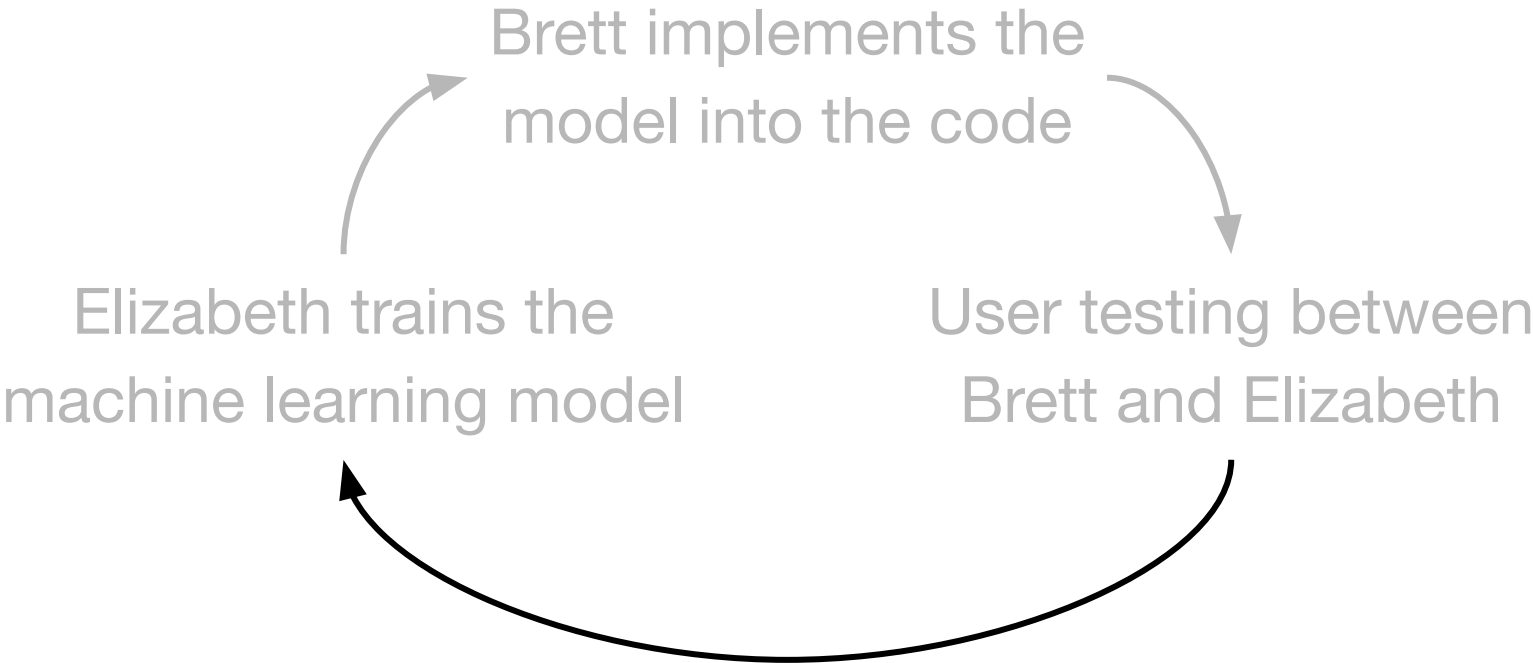 Brett implements the
model into the code
Elizabeth trains the
machine learning model
User testing between
Brett and Elizabeth